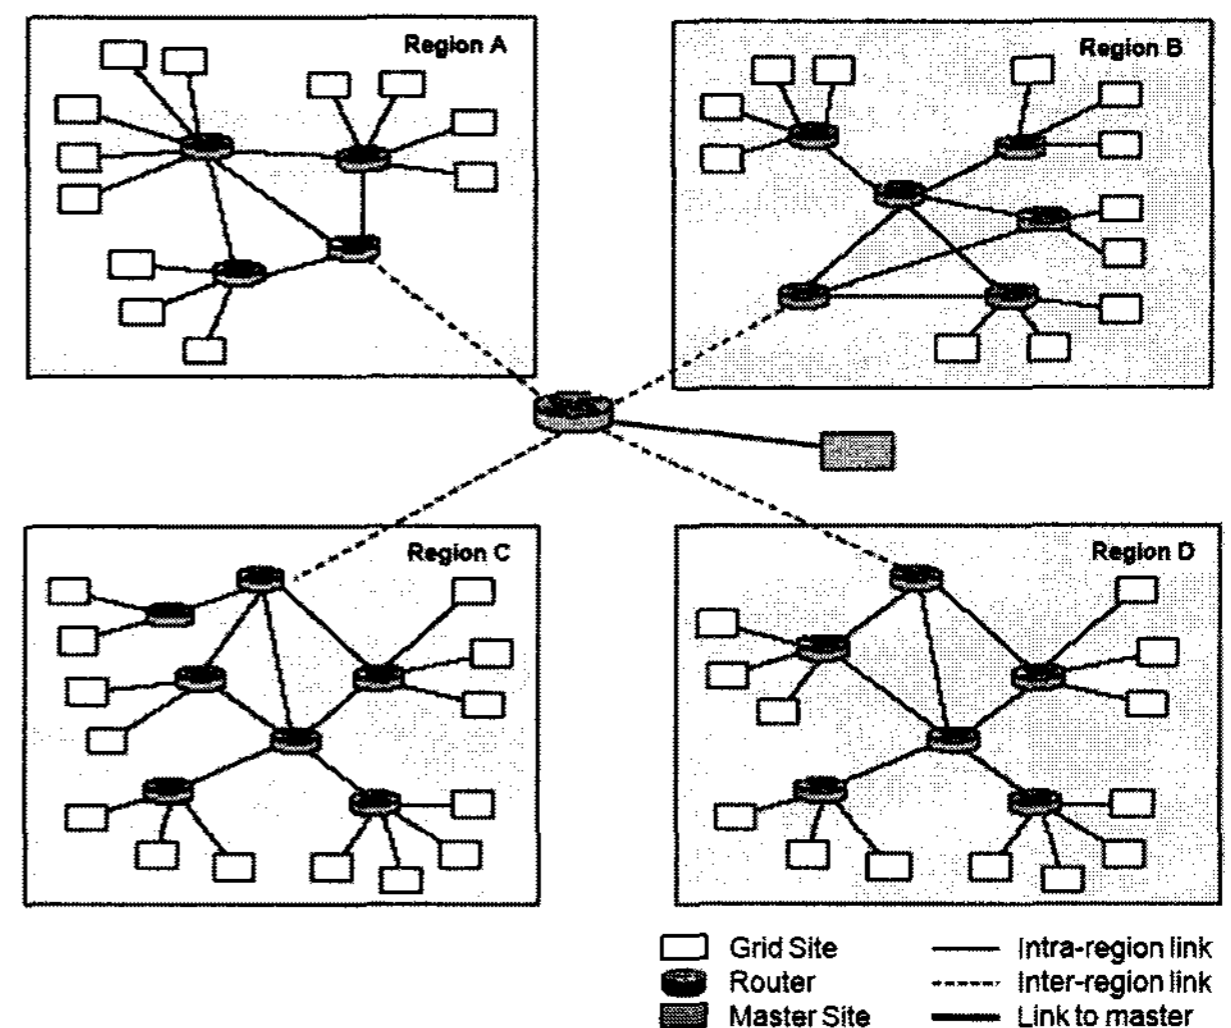 Region A
Region B
Region C
Region D
Grid Site
Intra-region link
Router
Inter-region link
Master Site
Link to master